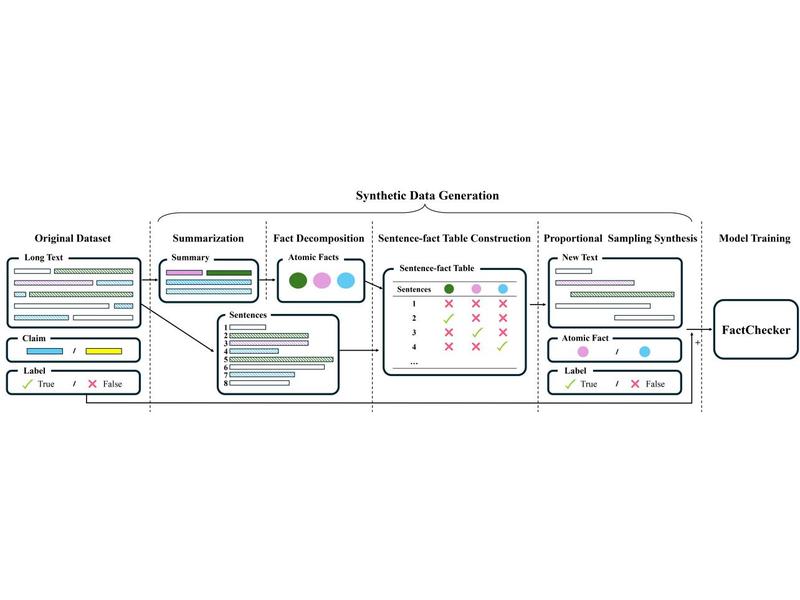 Synthetic Data Generation
Original Dataset
Summarization
Fact Decomposition
Sentence-fact Table Construction
Proportional Sampling Synthesis
Model Training
Long Text
Claim
/
Label
True / False
Summary
Atomic Facts
Sentences
1
2
3
4
5
6
7
8
Sentence-fact Table
Sentences
1
2
3
4
...
New Text
Atomic Fact
/
Label
True / False
+
FactChecker